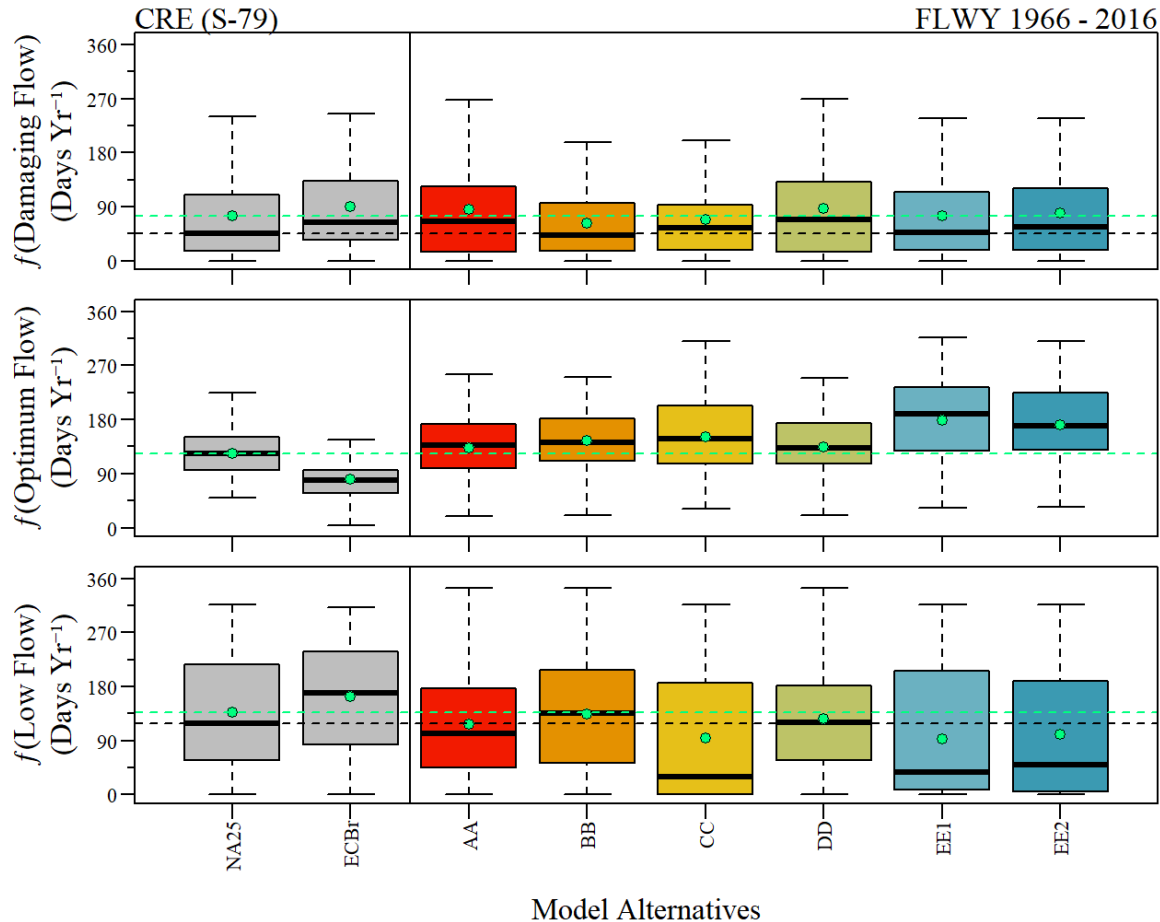 CRE (S-79) FLWY 1966 - 2016
f(Damaging Flow)
(Days Yr⁻¹)
360
270
180
90
0
f(Optimum Flow)
(Days Yr⁻¹)
360
270
180
90
0
f(Low Flow)
(Days Yr⁻¹)
360
270
180
90
0
NA25 ECBr AA BB CC DD EE1 EE2
Model Alternatives